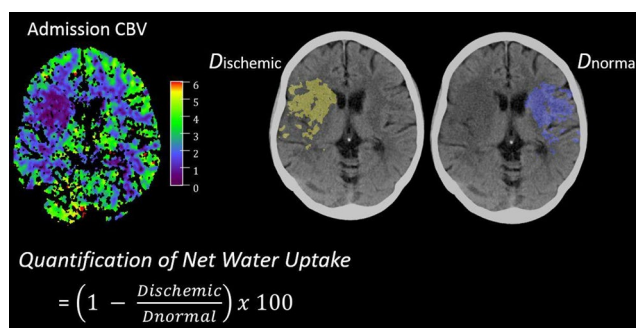 Admission CBV
Dischemic
Dnormal
6
5
4
3
2
1
0
Quantification of Net Water Uptake
= (1 − Dischemic / Dnormal) x 100